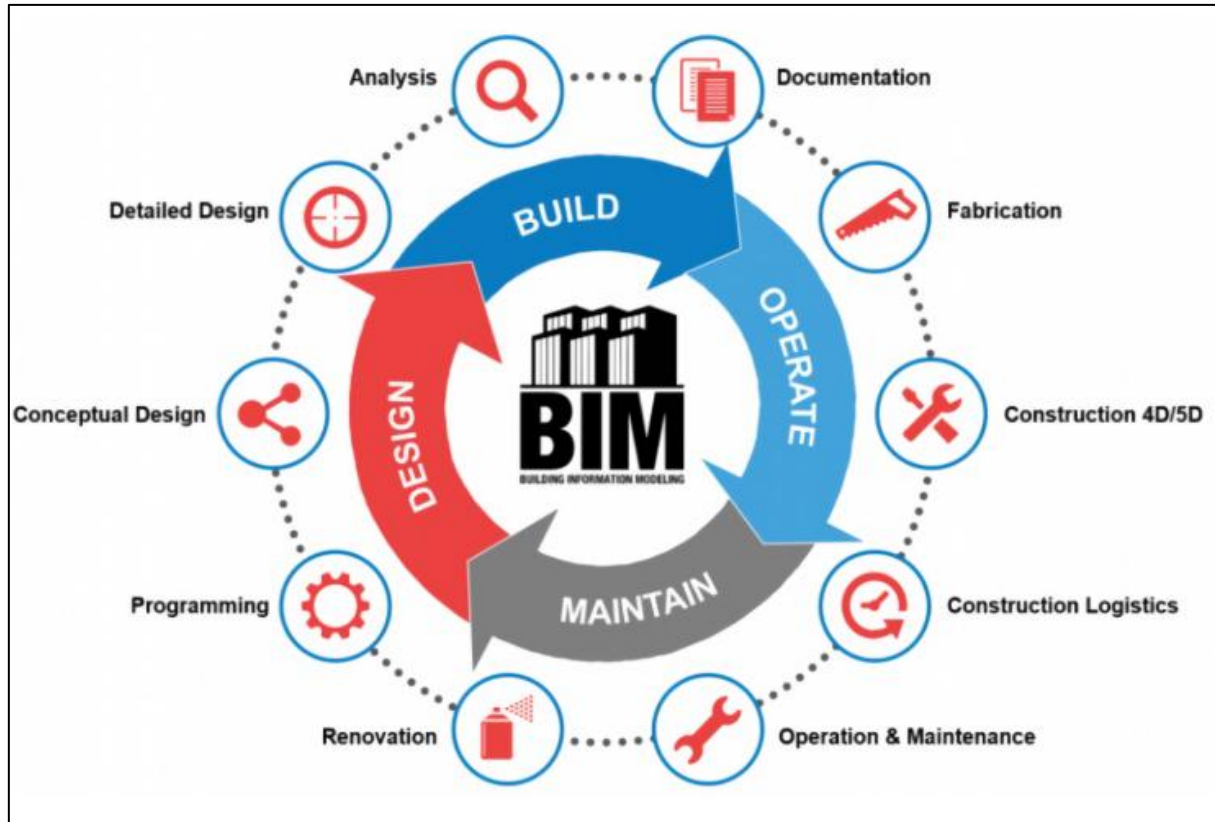 Analysis
Documentation
Detailed Design
BUILD
Fabrication
OPERATE
Conceptual Design
DESIGN
BIM
BUILDING INFORMATION MODELING
Construction 4D/5D
Programming
MAINTAIN
Construction Logistics
Renovation
Operation & Maintenance